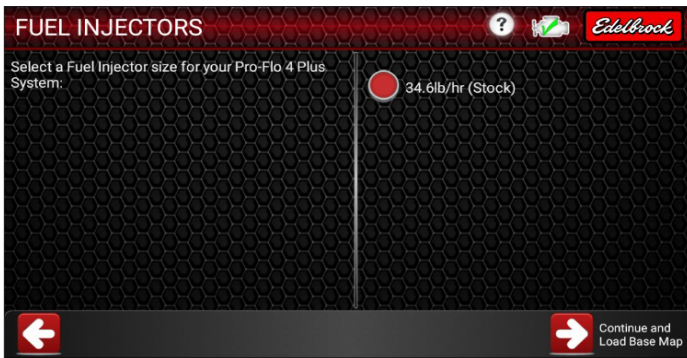 FUEL INJECTORS
?
Edelbrock
Select a Fuel Injector size for your Pro-Flo 4 Plus
System:
34.6lb/hr (Stock)
Continue and
Load Base Map